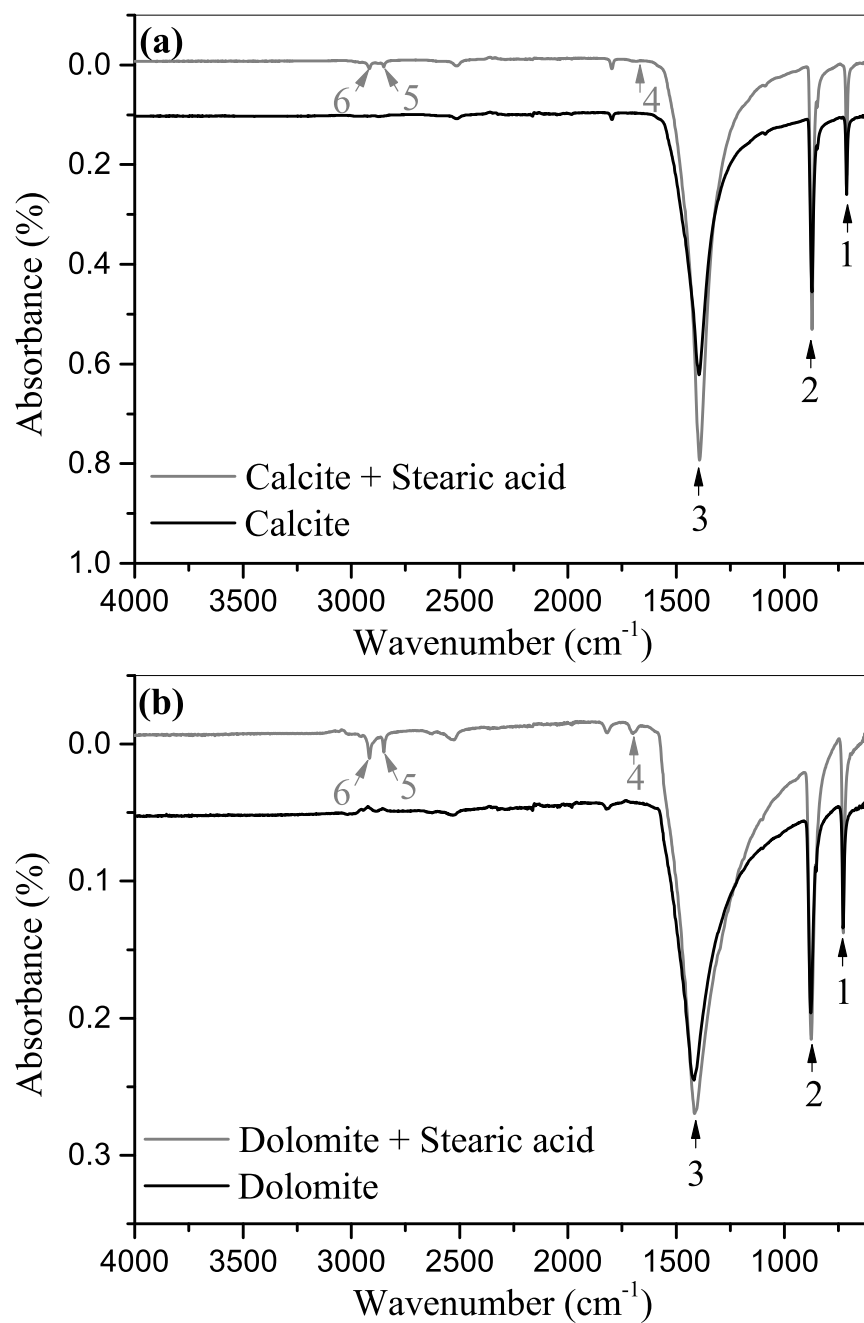 (a)
0.0
0.2
0.4
0.6
0.8
1.0
Absorbance (%)
6
5
4
3
2
1
Calcite + Stearic acid
Calcite
4000 3500 3000 2500 2000 1500 1000
Wavenumber (cm⁻¹)
(b)
0.0
0.1
0.2
0.3
Absorbance (%)
6
5
4
3
2
1
Dolomite + Stearic acid
Dolomite
4000 3500 3000 2500 2000 1500 1000
Wavenumber (cm⁻¹)